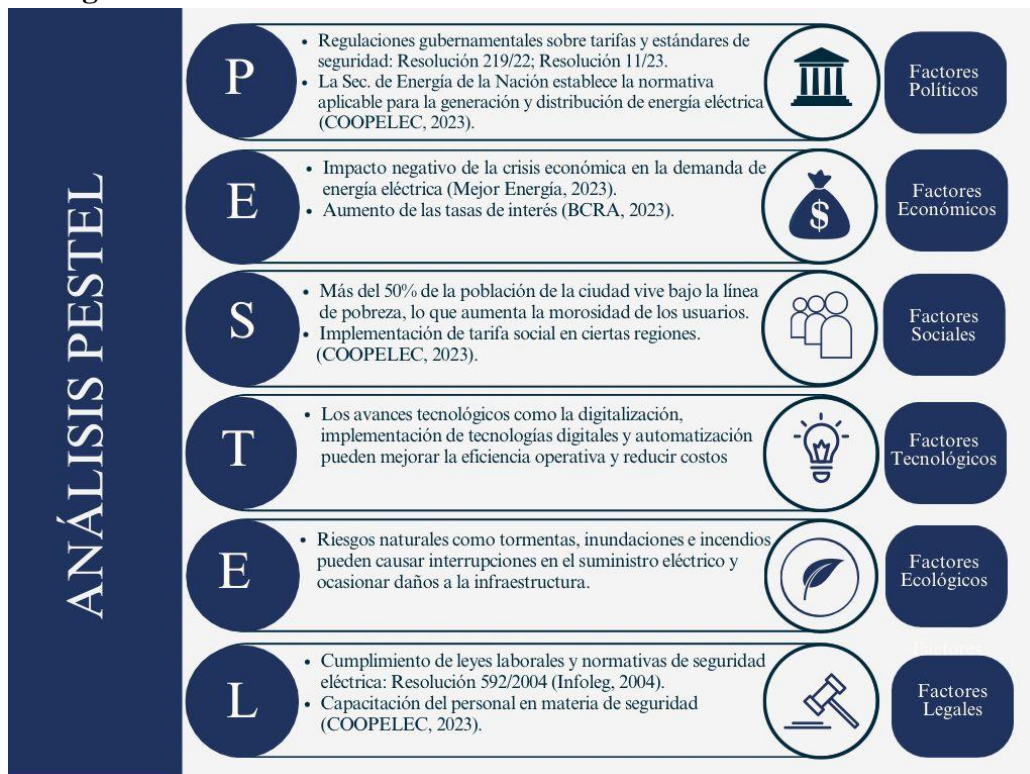 ANÁLISIS PESTEL
P
• Regulaciones gubernamentales sobre tarifas y estándares de
seguridad: Resolución 219/22; Resolución 11/23.
• La Sec. de Energía de la Nación establece la normativa
aplicable para la generación y distribución de energía eléctrica
(COOPELEC, 2023).
Factores
Políticos
E
• Impacto negativo de la crisis económica en la demanda de
energía eléctrica (Mejor Energía, 2023).
• Aumento de las tasas de interés (BCRA, 2023).
$
Factores
Económicos
S
• Más del 50% de la población de la ciudad vive bajo la línea
de pobreza, lo que aumenta la morosidad de los usuarios.
• Implementación de tarifa social en ciertas regiones.
(COOPELEC, 2023).
Factores
Sociales
T
• Los avances tecnológicos como la digitalización,
implementación de tecnologías digitales y automatización
pueden mejorar la eficiencia operativa y reducir costos
Factores
Tecnológicos
E
• Riesgos naturales como tormentas, inundaciones e incendios
pueden causar interrupciones en el suministro eléctrico y
ocasionar daños a la infraestructura.
Factores
Ecológicos
L
• Cumplimiento de leyes laborales y normativas de seguridad
eléctrica: Resolución 592/2004 (Infoleg, 2004).
• Capacitación del personal en materia de seguridad
(COOPELEC, 2023).
Factores
Factores
Legales